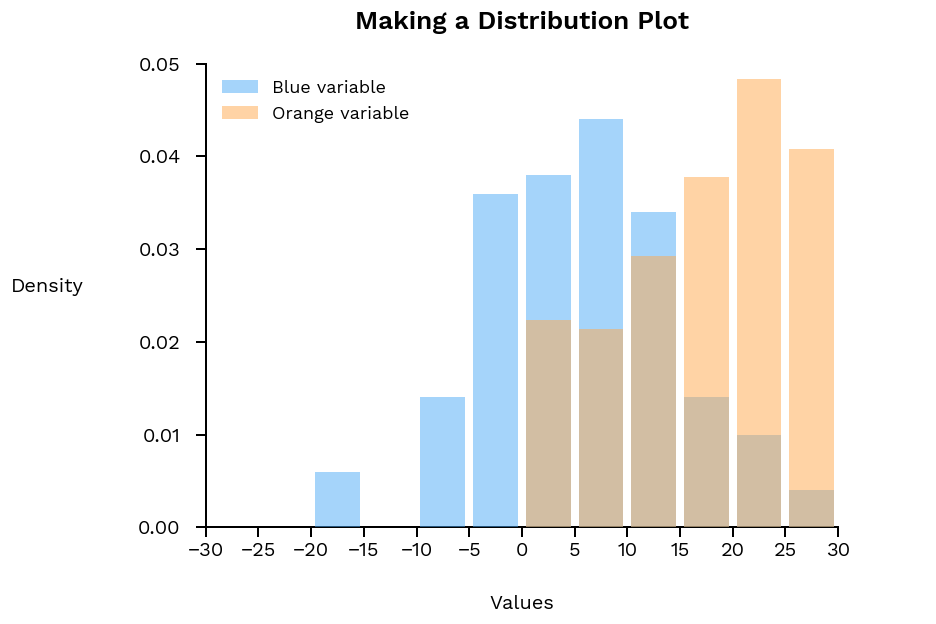 Making a Distribution Plot
Blue variable
Orange variable
0.05
0.04
0.03
0.02
0.01
0.00
Density
−30 −25 −20 −15 −10 −5 0 5 10 15 20 25 30
Values